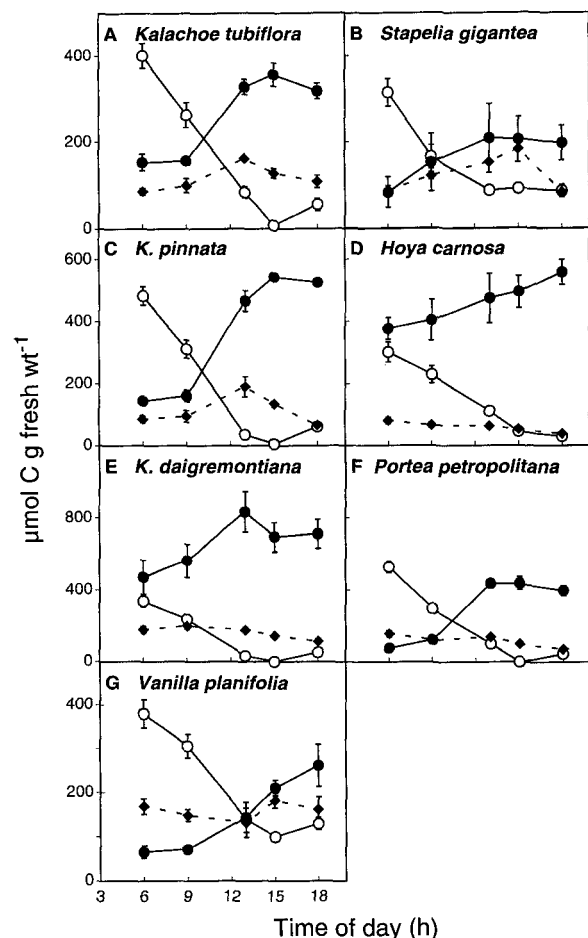 A Kalachoe tubiflora
B Stapelia gigantea
400
200
0
C K. pinnata
D Hoya carnosa
600
400
200
0
E K. daigremontiana
F Portea petropolitana
800
400
0
G Vanilla planifolia
400
200
0
3 6 9 12 15 18
µmol C g fresh wt-1
Time of day (h)